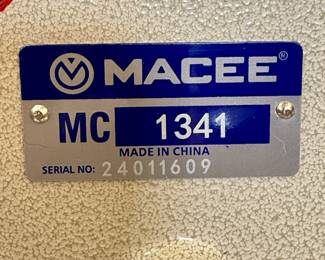 MACEE®
MC 1341
MADE IN CHINA
SERIAL NO: 24011609